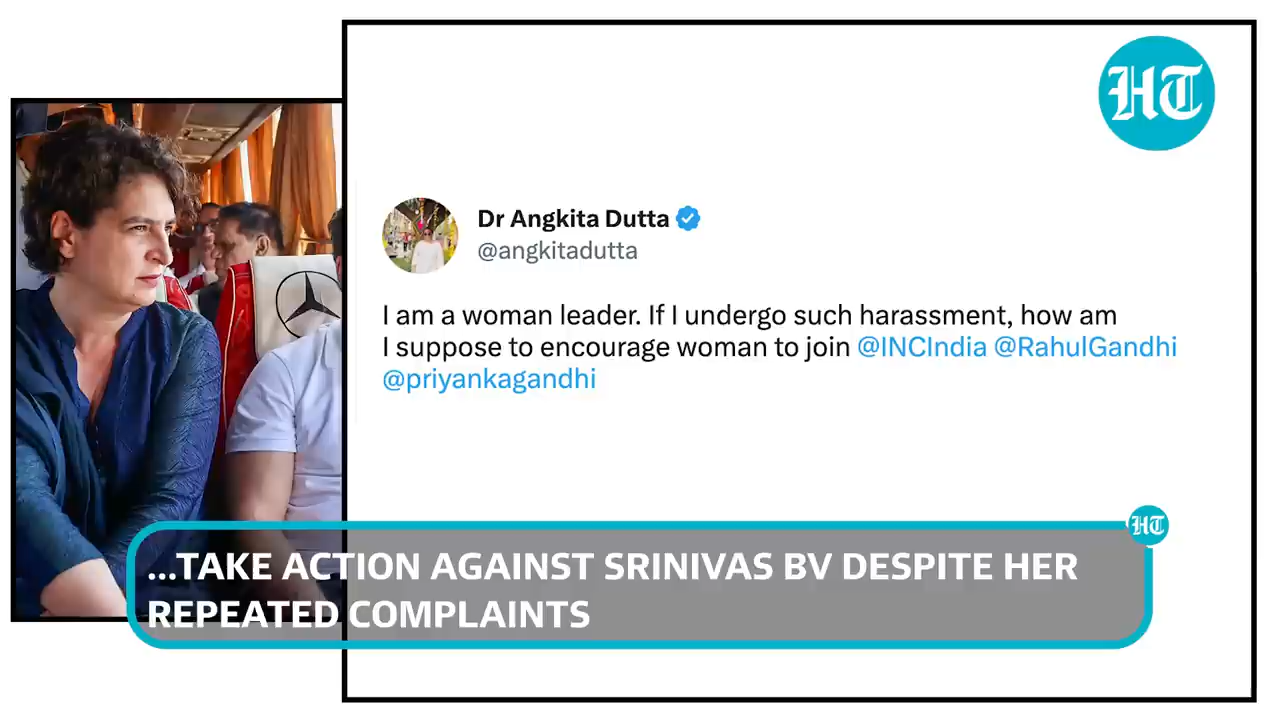 HT
Dr Angkita Dutta
@angkitadutta
I am a woman leader. If I undergo such harassment, how am
I suppose to encourage woman to join @INCIndia @RahulGandhi
@priyankagandhi
HT
...TAKE ACTION AGAINST SRINIVAS BV DESPITE HER
REPEATED COMPLAINTS